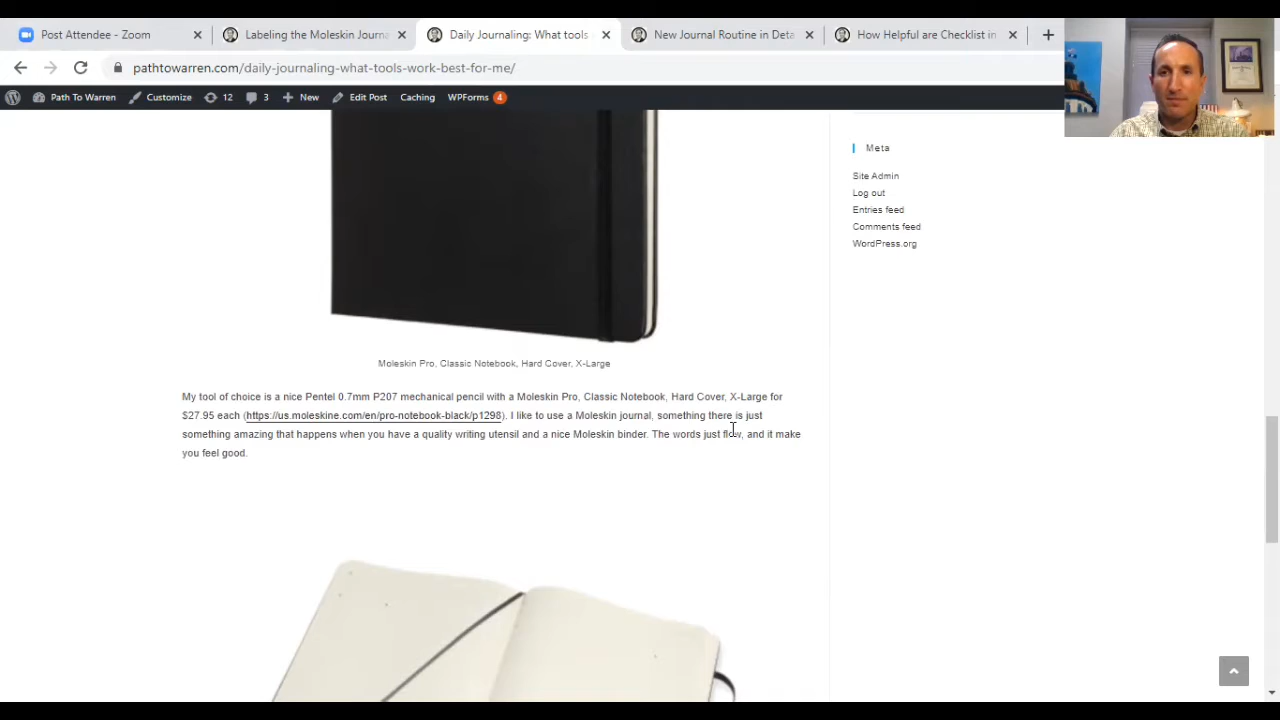 Post Attendee - Zoom
Labeling the Moleskin Journa
Daily Journaling: What tools
New Journal Routine in Deta
How Helpful are Checklist in
pathtowarren.com/daily-journaling-what-tools-work-best-for-me/
Path To Warren Customize 12 3 New Edit Post Caching WPForms 4
Meta
Site Admin
Log out
Entries feed
Comments feed
WordPress.org
Moleskin Pro, Classic Notebook, Hard Cover, X-Large
My tool of choice is a nice Pentel 0.7mm P207 mechanical pencil with a Moleskin Pro, Classic Notebook, Hard Cover, X-Large for
$27.95 each (https://us.moleskine.com/en/pro-notebook-black/p1298). I like to use a Moleskin journal, something there is just
something amazing that happens when you have a quality writing utensil and a nice Moleskin binder. The words just flow, and it make
you feel good.